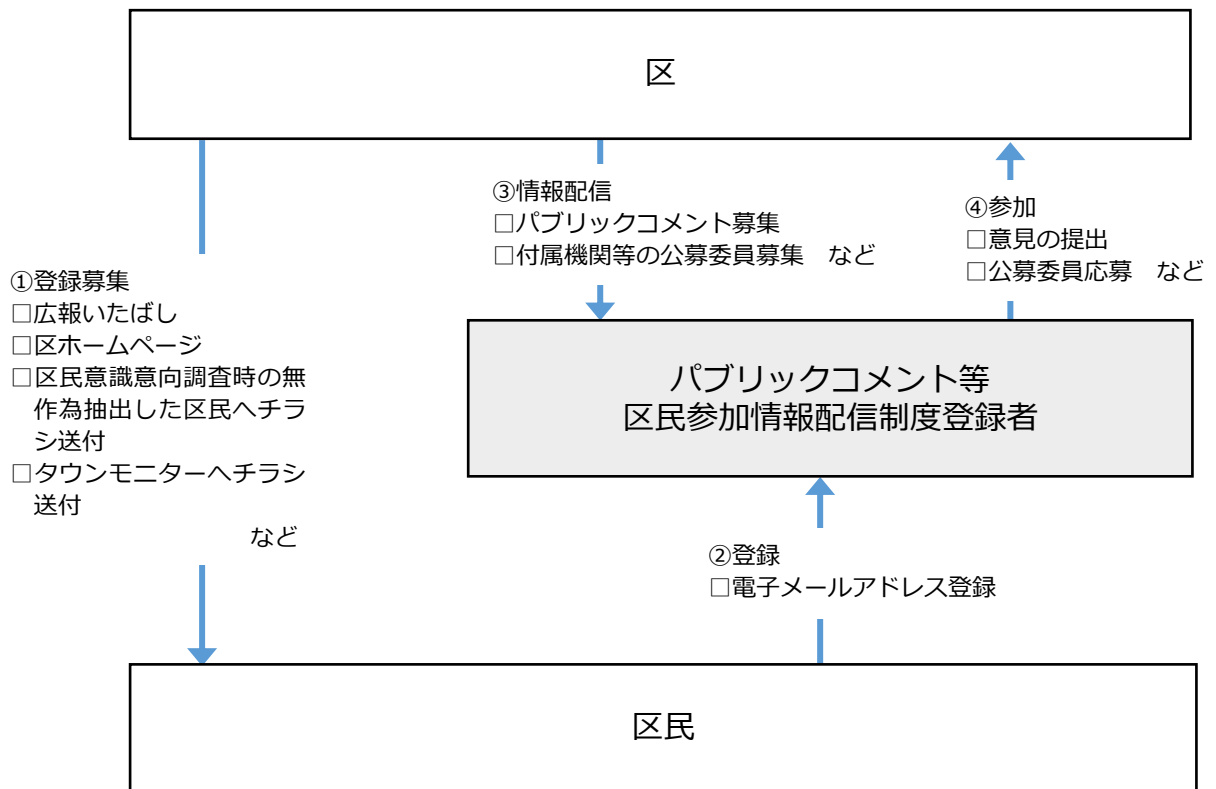 区
①登録募集
□広報いたばし
□区ホームページ
□区民意識意向調査時の無
作為抽出した区民へチラ
シ送付
□タウンモニターへチラシ
送付
など
③情報配信
□パブリックコメント募集
□付属機関等の公募委員募集　など
④参加
□意見の提出
□公募委員応募　など
パブリックコメント等
区民参加情報配信制度登録者
②登録
□電子メールアドレス登録
区民